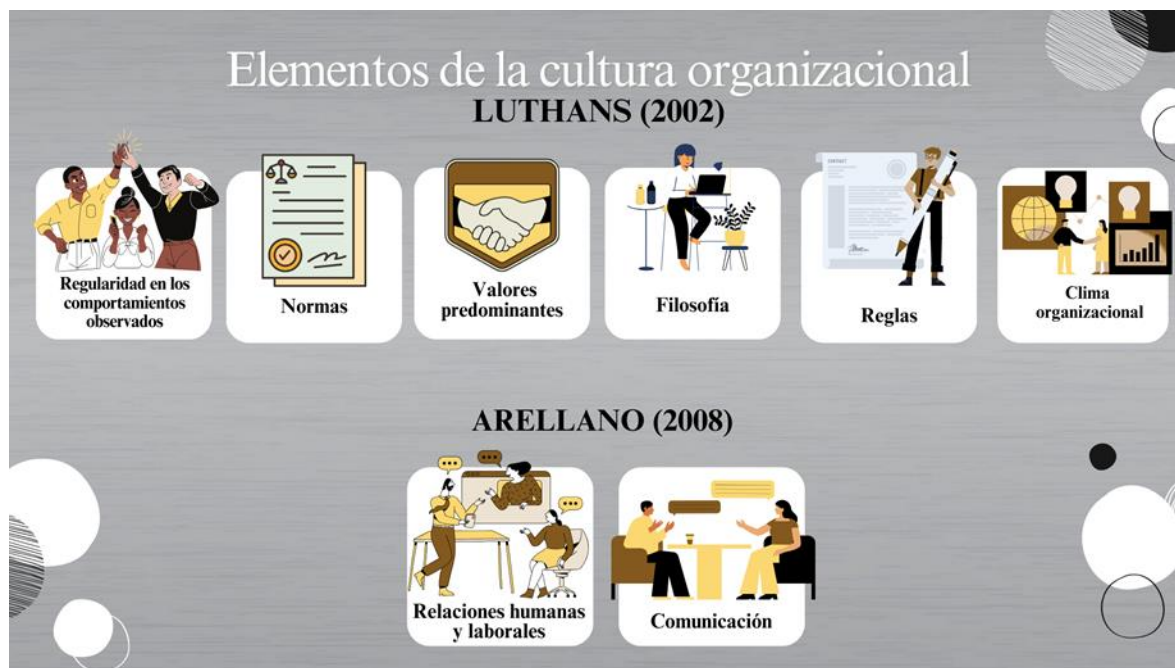 Elementos de la cultura organizacional
LUTHANS (2002)
Regularidad en los
comportamientos
observados
Normas
Valores
predominantes
Filosofía
CONTRACT
Reglas
Clima
organizacional
ARELLANO (2008)
Relaciones humanas
y laborales
Comunicación